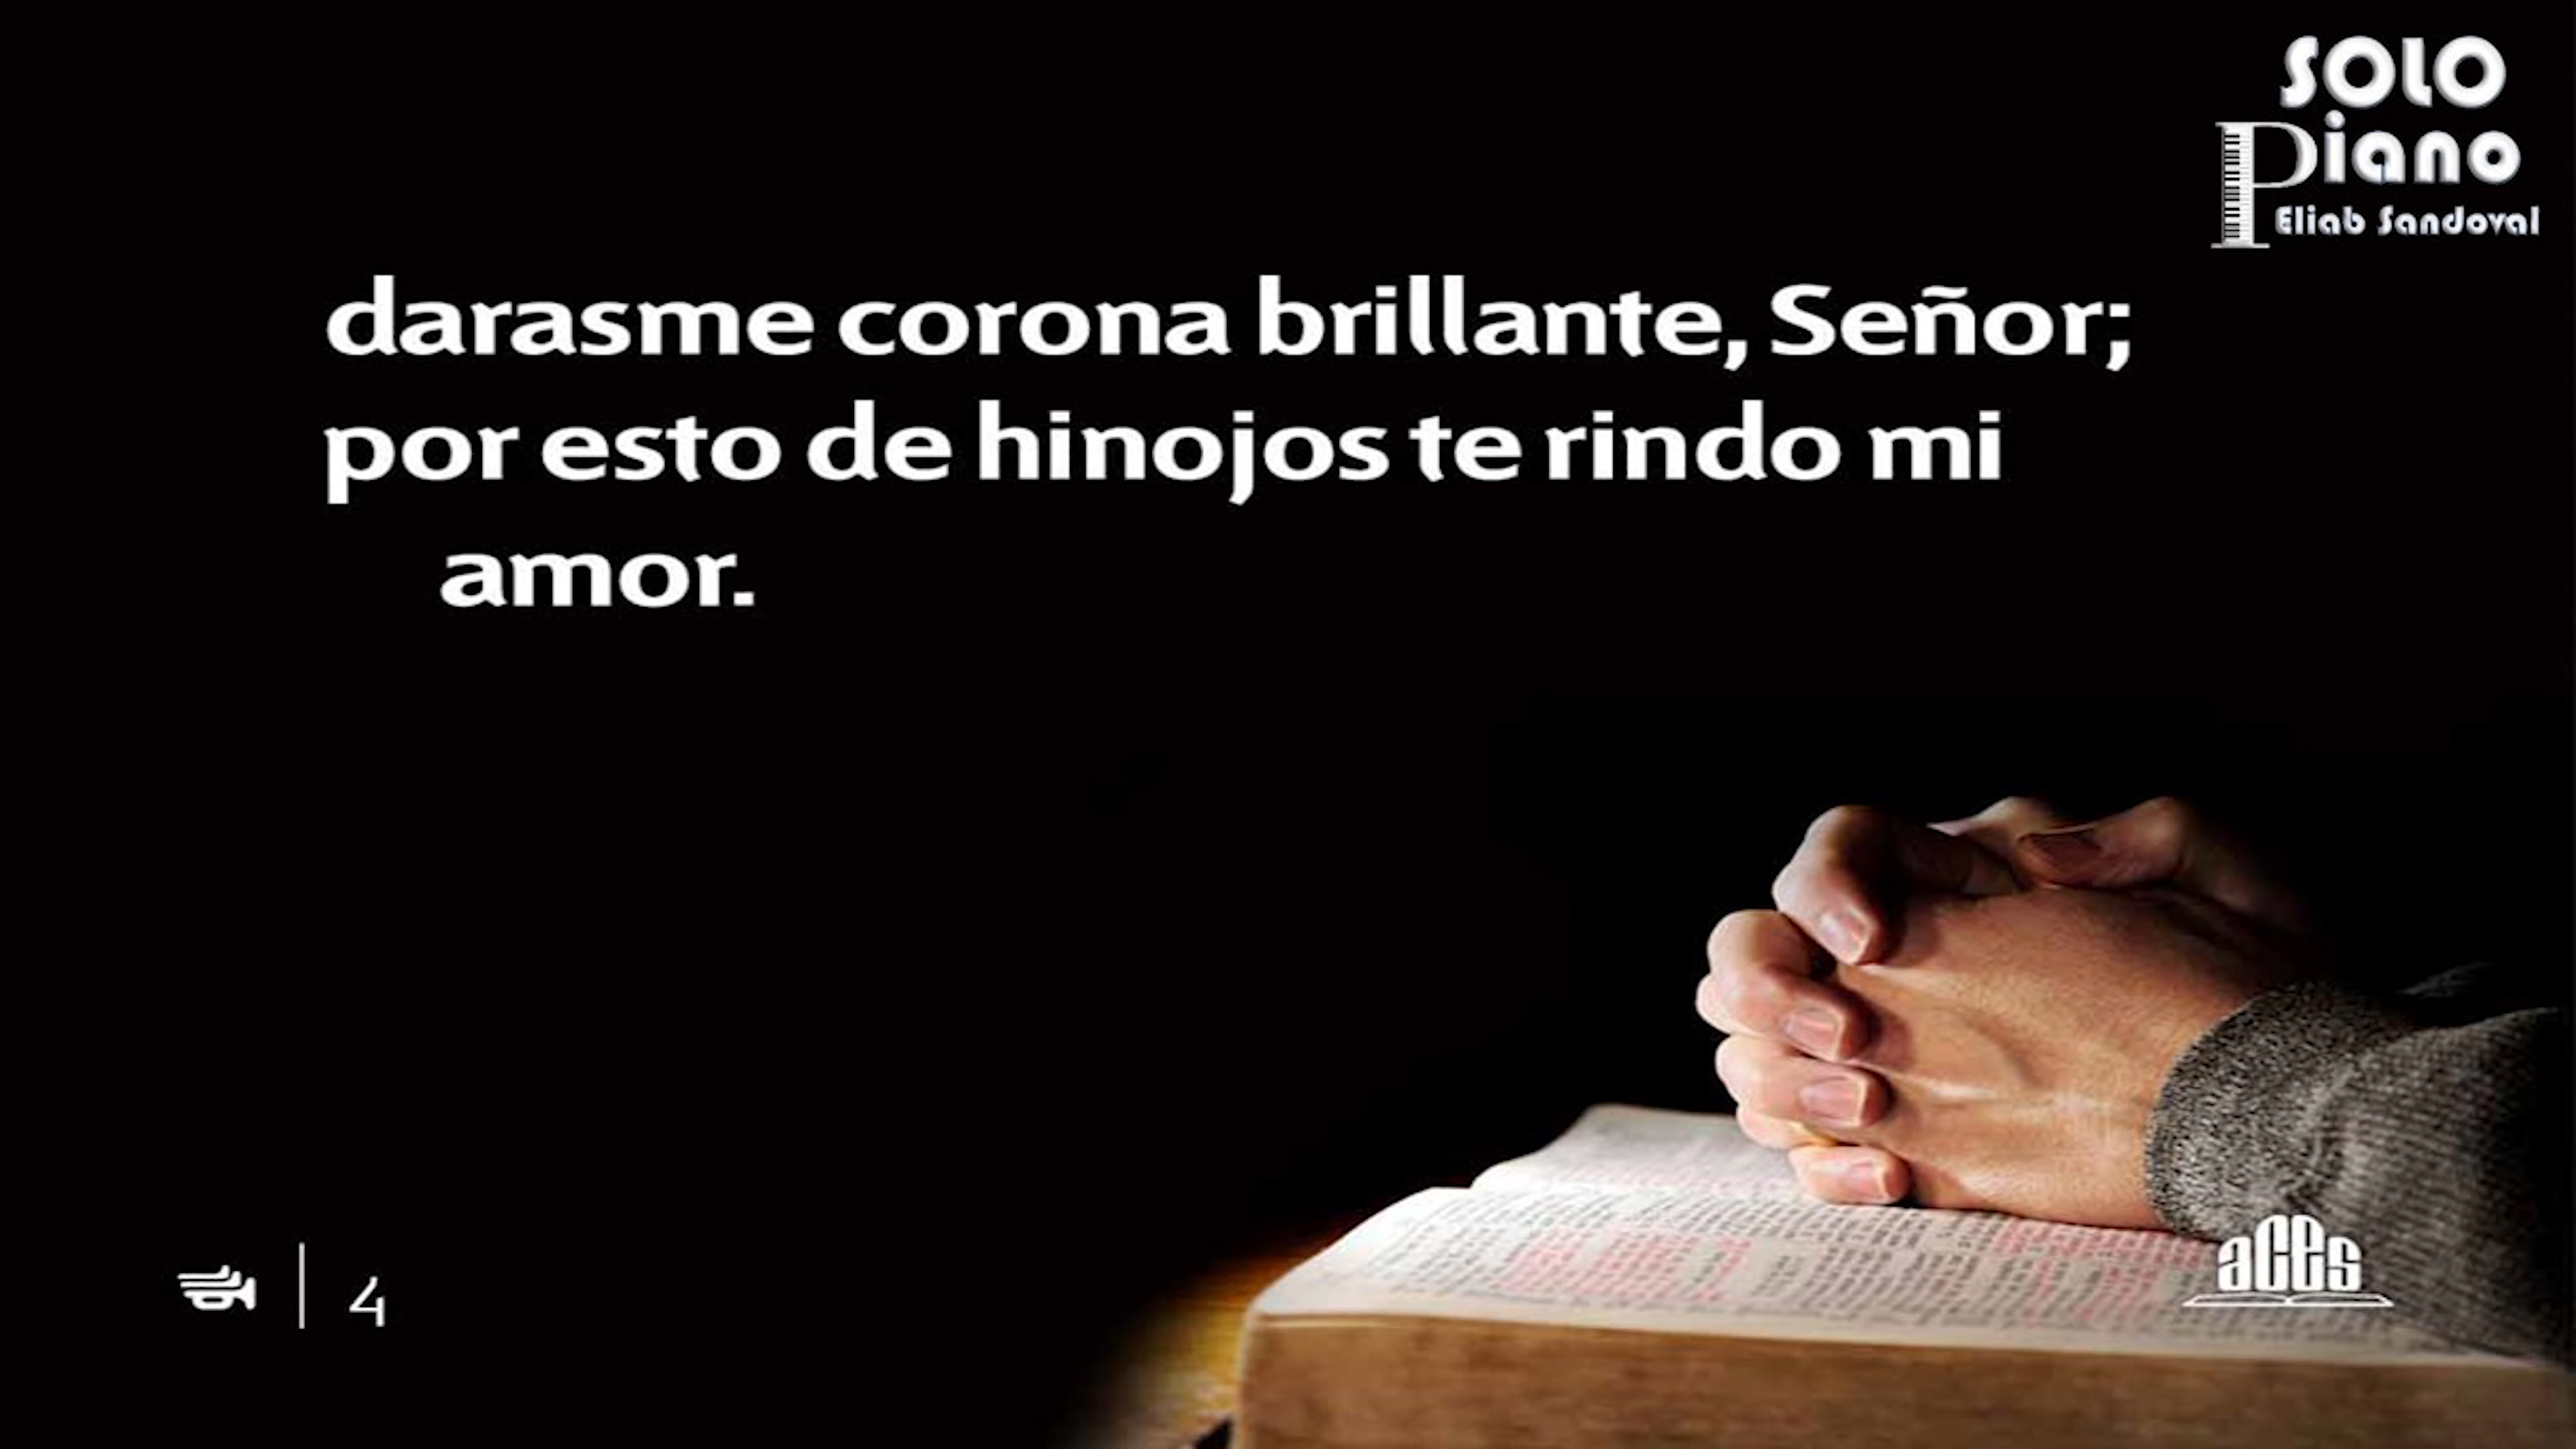 SOLO
Piano
Eliab Sandoval
darasme corona brillante, Señor;
por esto de hinojos te rindo mi
amor.
4
aces